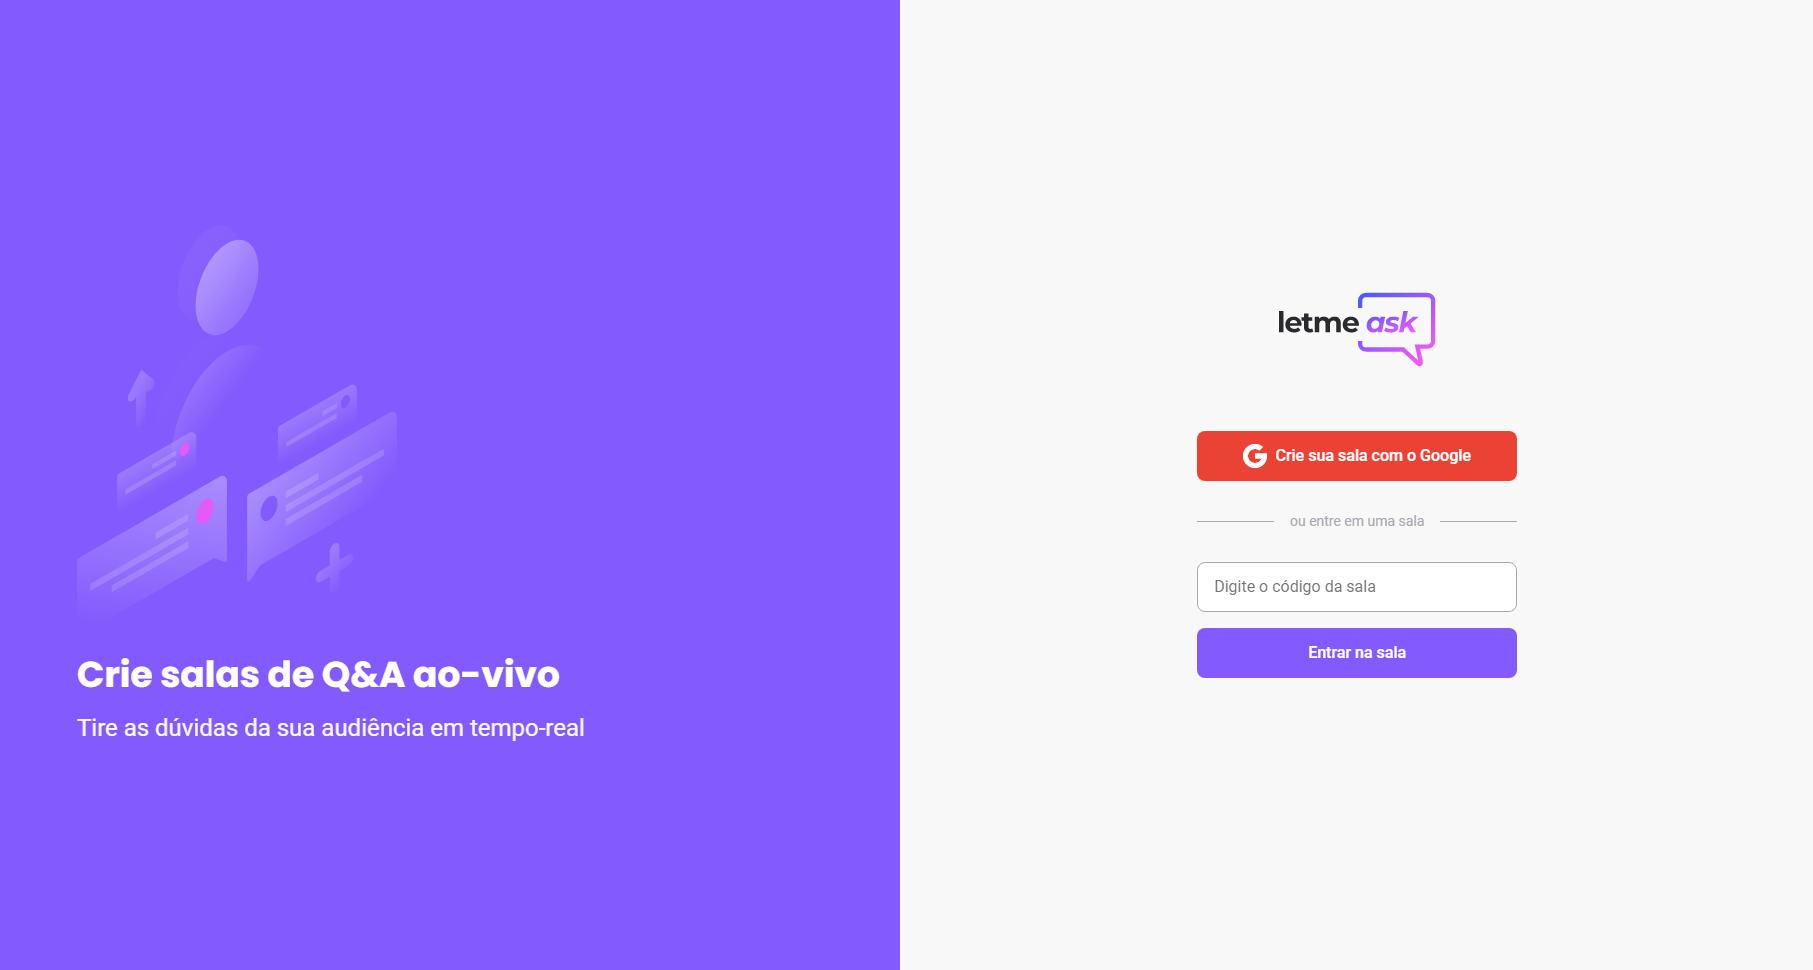 Crie salas de Q&A ao-vivo
Tire as dúvidas da sua audiência em tempo-real
letme ask
Crie sua sala com o Google
ou entre em uma sala
Digite o código da sala
Entrar na sala